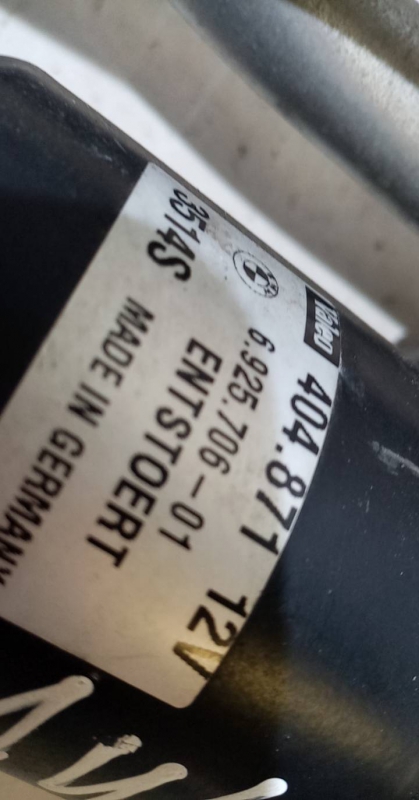 Valeo 404.871 12V
6.925.706-01
ENTSTOERT
3514S MADE IN GERMANY